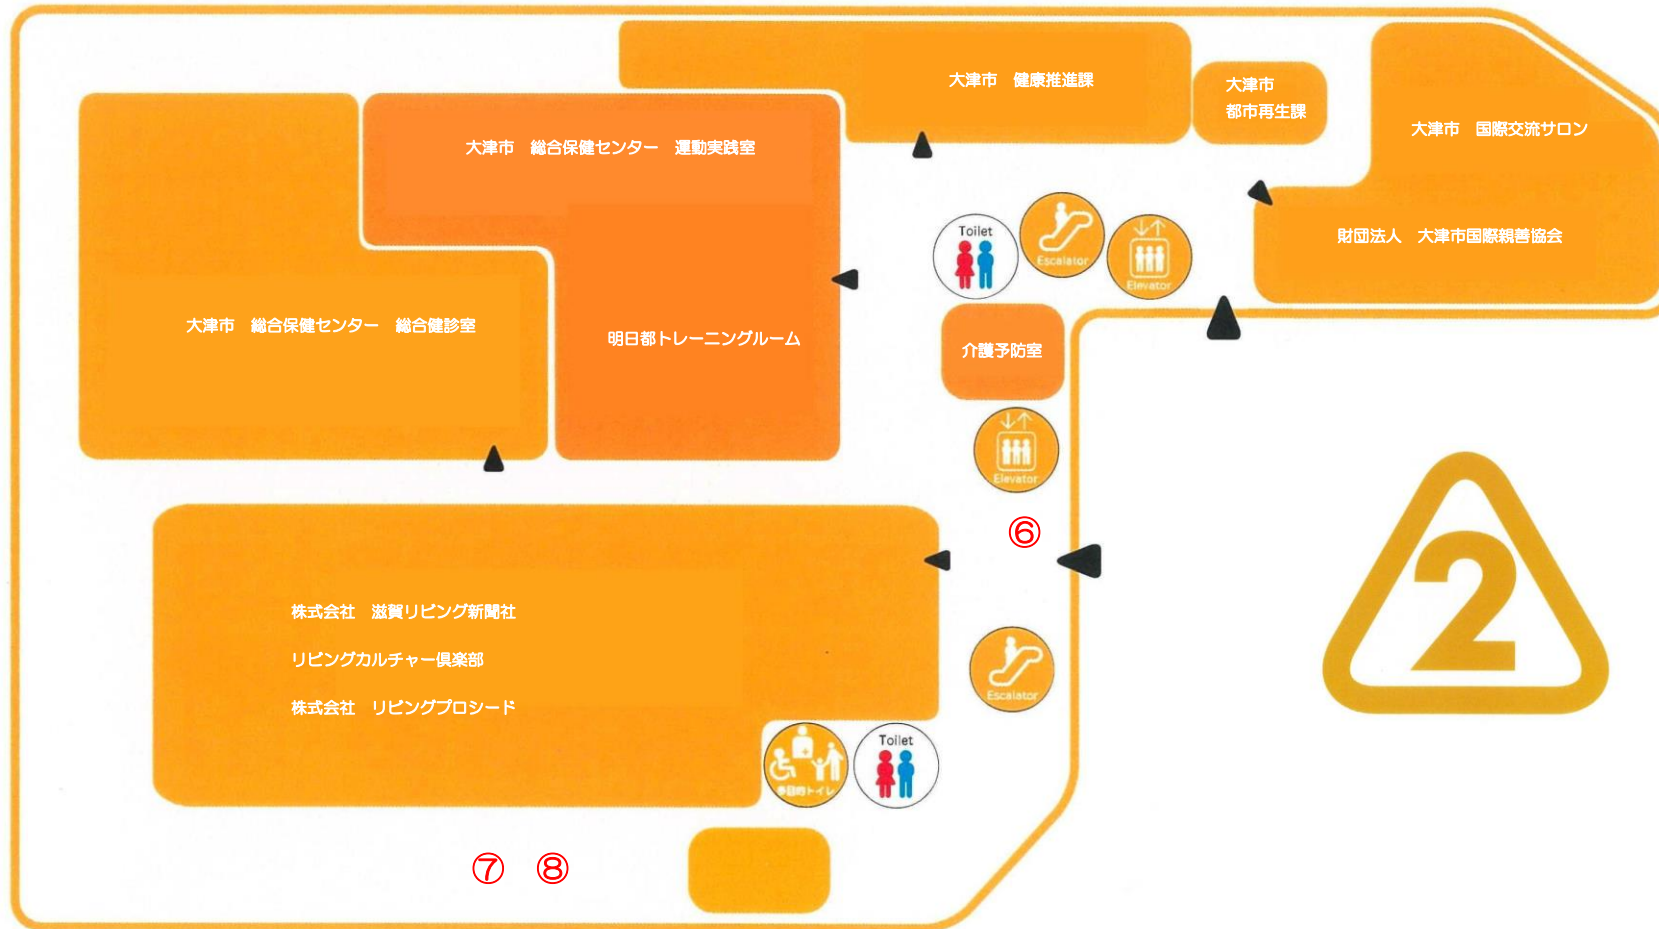 大津市　健康推進課
大津市
都市再生課
大津市　国際交流サロン
大津市　総合保健センター　運動実践室
財団法人　大津市国際親善協会
Toilet
Escalator
Elevator
大津市　総合保健センター　総合健診室
明日都トレーニングルーム
介護予防室
Elevator
⑥
2
株式会社　滋賀リビング新聞社
リビングカルチャー倶楽部
株式会社　リビングプロシード
Escalator
多目的トイレ
Toilet
⑦　⑧